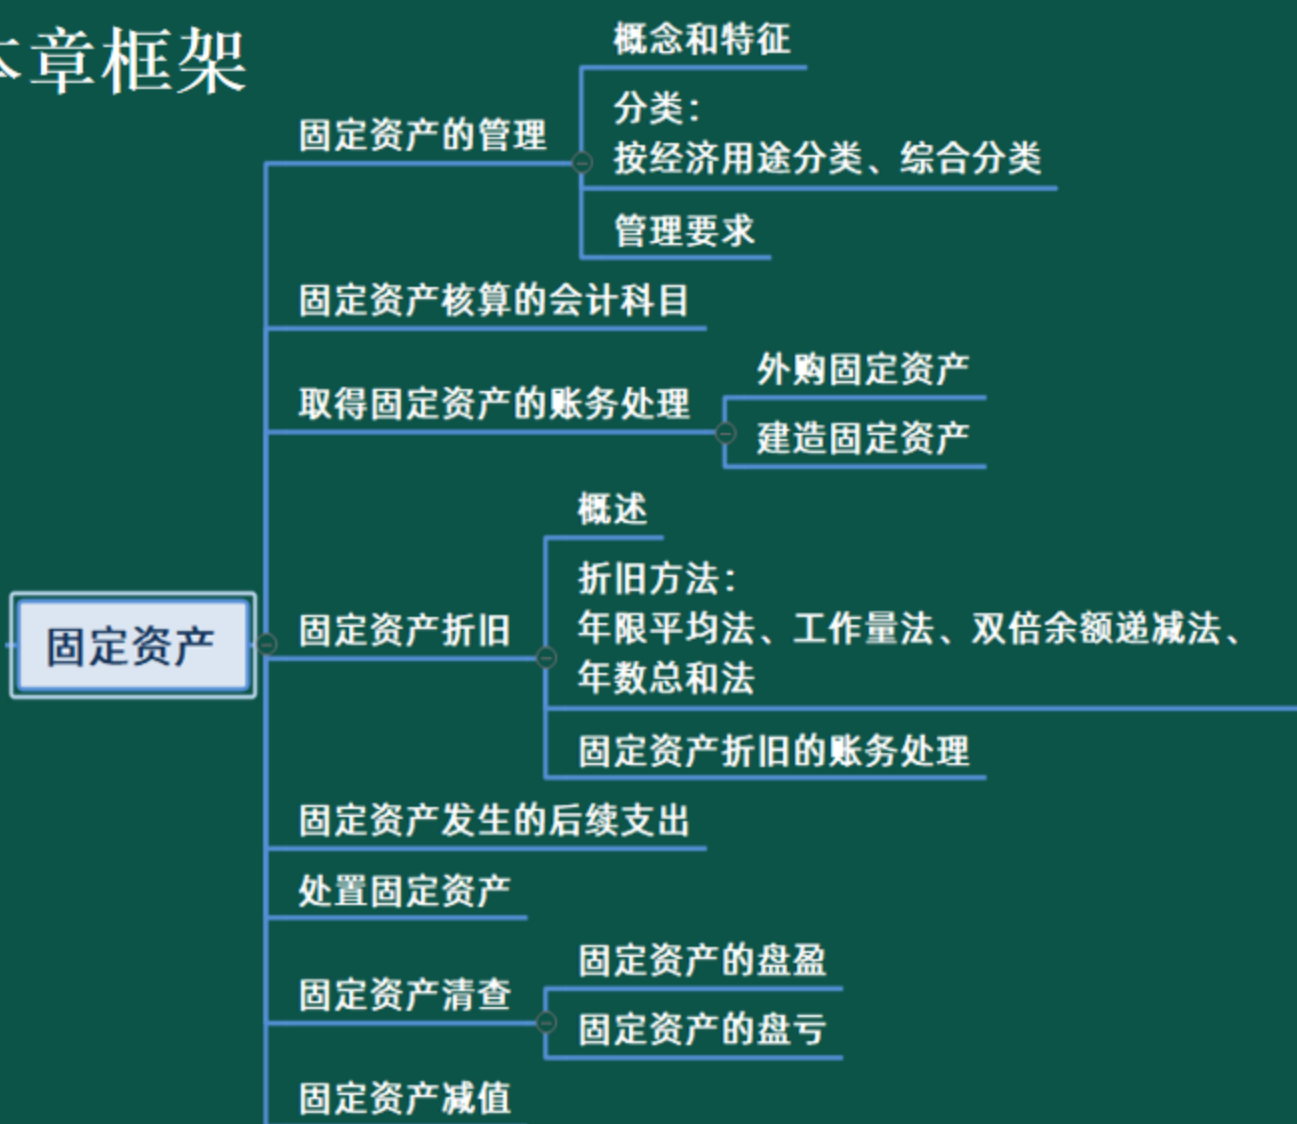 本章框架
概念和特征
分类：
固定资产的管理
按经济用途分类、综合分类
管理要求
固定资产核算的会计科目
外购固定资产
取得固定资产的账务处理
建造固定资产
概述
折旧方法：
固定资产折旧
年限平均法、工作量法、双倍余额递减法、
年数总和法
固定资产
固定资产折旧的账务处理
固定资产发生的后续支出
处置固定资产
固定资产的盘盈
固定资产清查
固定资产的盘亏
固定资产减值